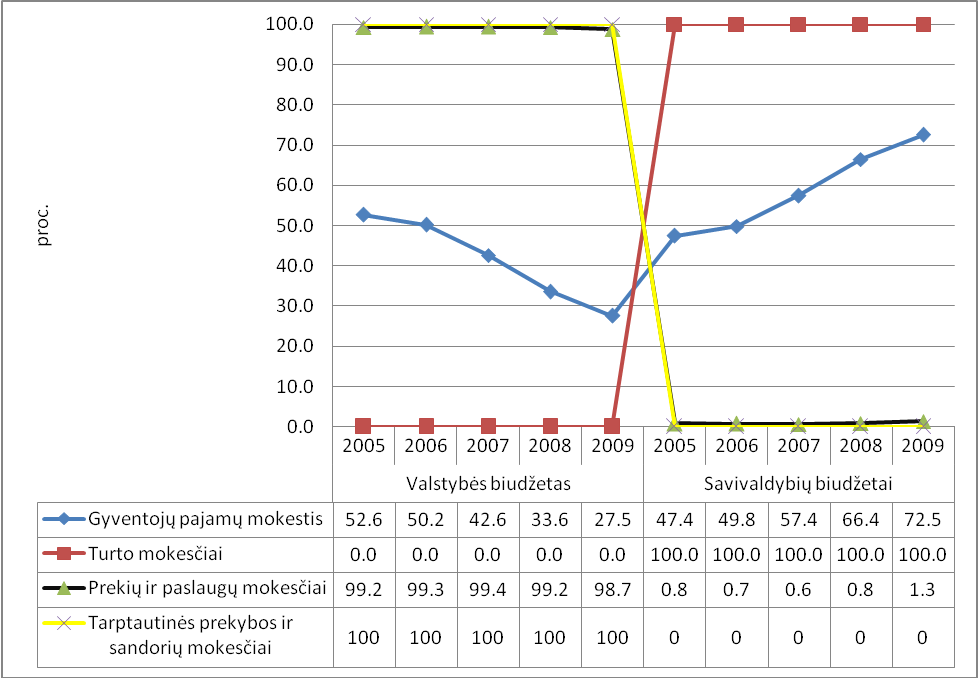 100.0
90.0
80.0
70.0
60.0
50.0
40.0
30.0
20.0
10.0
0.0
proc.
2005 2006 2007 2008 2009 2005 2006 2007 2008 2009
Valstybės biudžetas Savivaldybių biudžetai
Gyventojų pajamų mokestis 52.6 50.2 42.6 33.6 27.5 47.4 49.8 57.4 66.4 72.5
Turto mokesčiai 0.0 0.0 0.0 0.0 0.0 100.0 100.0 100.0 100.0 100.0
Prekių ir paslaugų mokesčiai 99.2 99.3 99.4 99.2 98.7 0.8 0.7 0.6 0.8 1.3
Tarptautinės prekybos ir
sandorių mokesčiai 100 100 100 100 100 0 0 0 0 0